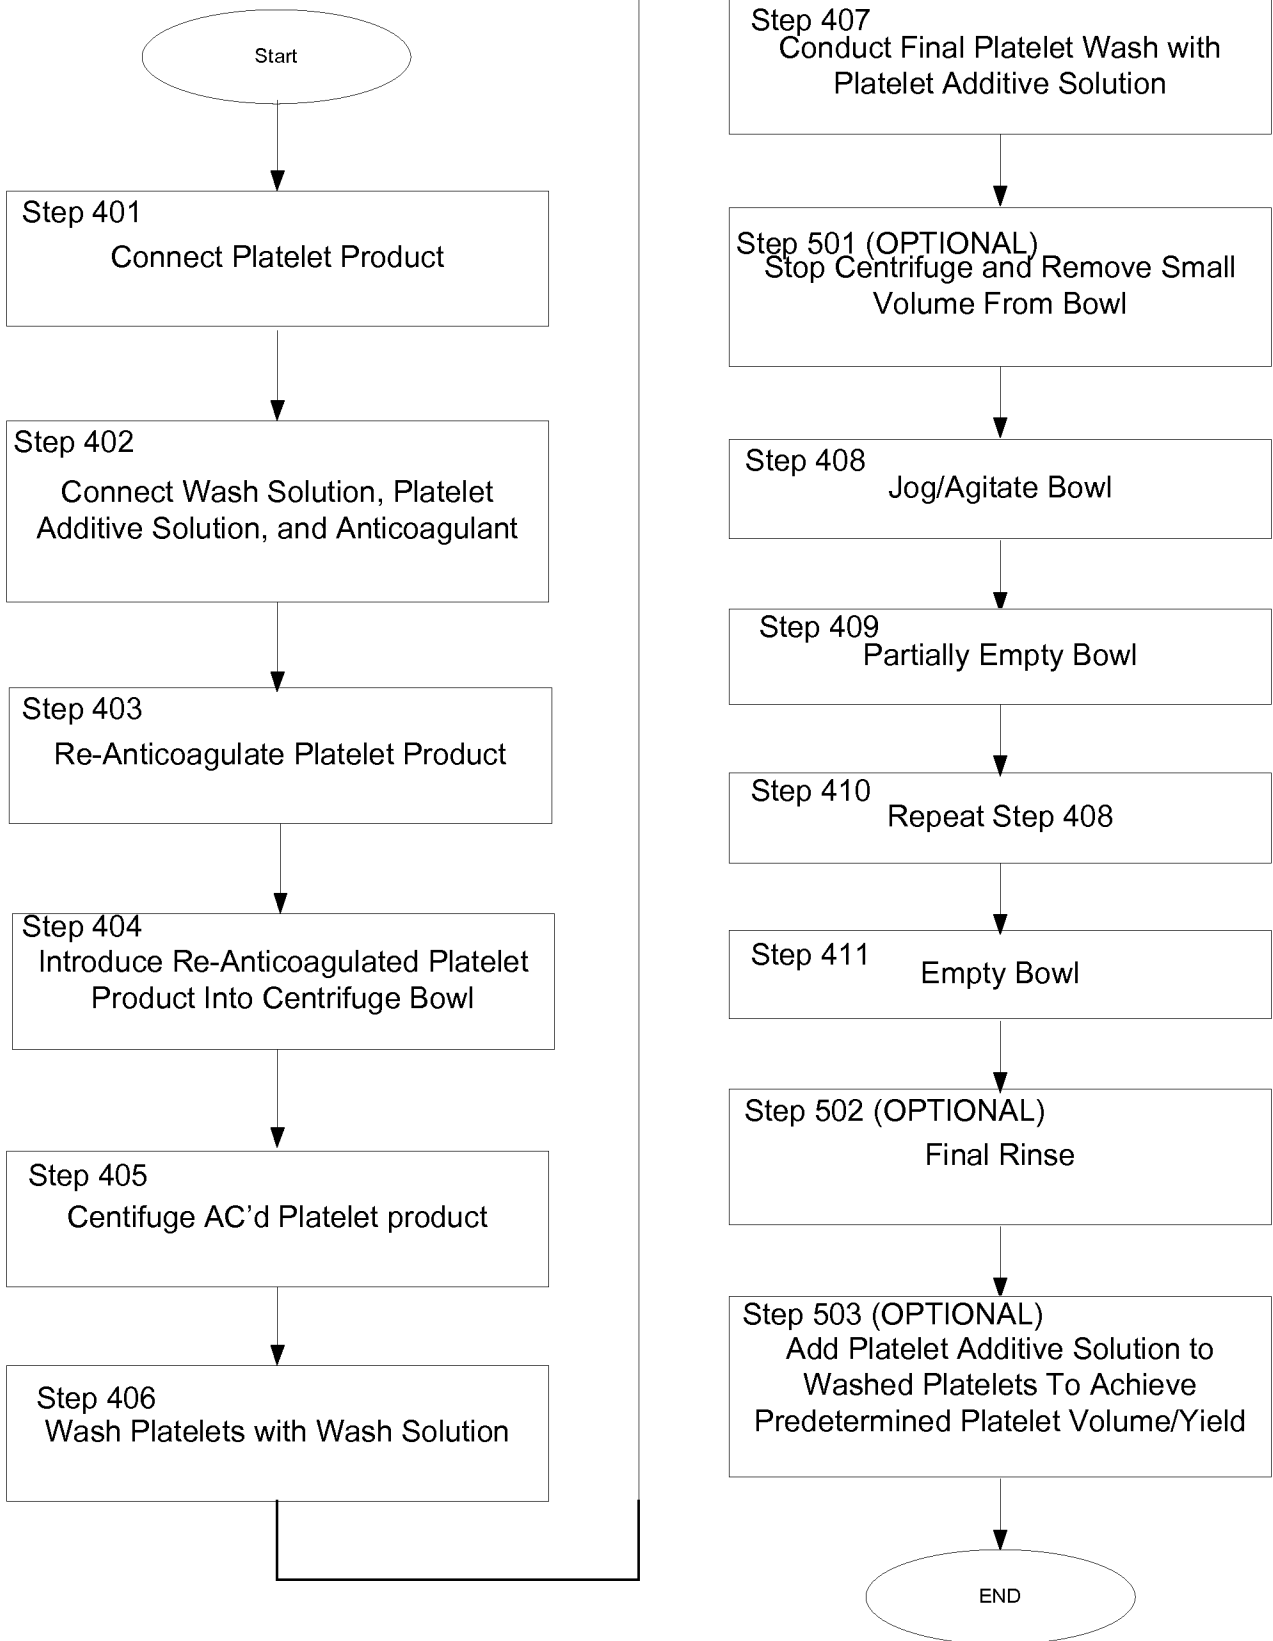 Start
Step 401
Connect Platelet Product
Step 402
Connect Wash Solution, Platelet
Additive Solution, and Anticoagulant
Step 403
Re-Anticoagulate Platelet Product
Step 404
Introduce Re-Anticoagulated Platelet
Product Into Centrifuge Bowl
Step 405
Centifuge AC’d Platelet product
Step 406
Wash Platelets with Wash Solution
Step 407
Conduct Final Platelet Wash with
Platelet Additive Solution
Step 501 (OPTIONAL)
Stop Centrifuge and Remove Small
Volume From Bowl
Step 408
Jog/Agitate Bowl
Step 409
Partially Empty Bowl
Step 410
Repeat Step 408
Step 411
Empty Bowl
Step 502 (OPTIONAL)
Final Rinse
Step 503 (OPTIONAL)
Add Platelet Additive Solution to
Washed Platelets To Achieve
Predetermined Platelet Volume/Yield
END